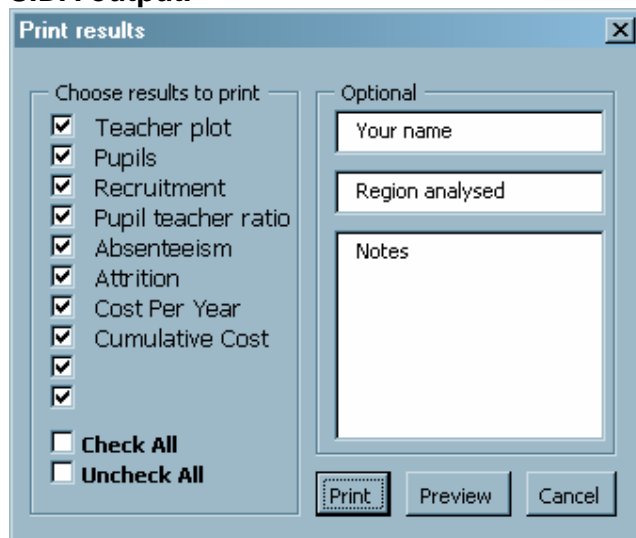 Print results
Choose results to print
Teacher plot
Pupils
Recruitment
Pupil teacher ratio
Absenteeism
Attrition
Cost Per Year
Cumulative Cost
Check All
Uncheck All
Optional
Your name
Region analysed
Notes
Print
Preview
Cancel